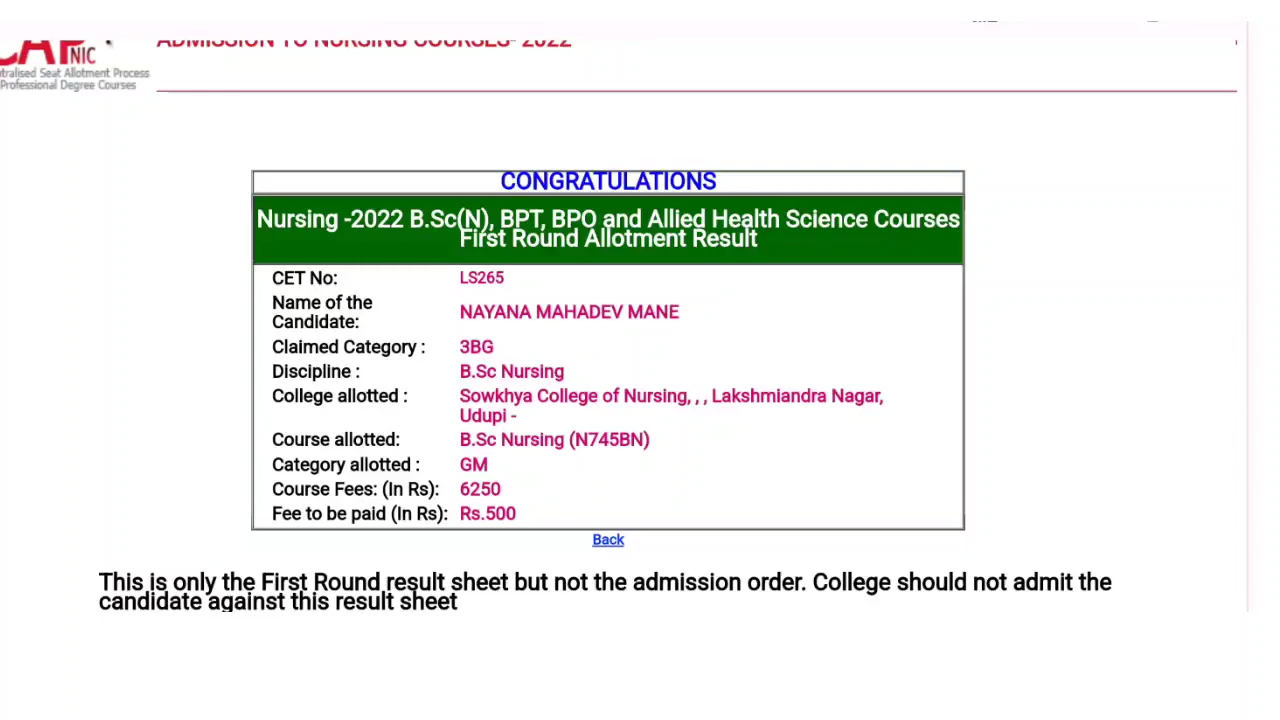 NIC
ADMISSION TO NURSING COURSES- 2022
tralised Seat Allotment Process
Professional Degree Courses
CONGRATULATIONS
Nursing -2022 B.Sc(N), BPT, BPO and Allied Health Science Courses
First Round Allotment Result
CET No: LS265
Name of the
Candidate: NAYANA MAHADEV MANE
Claimed Category : 3BG
Discipline : B.Sc Nursing
College allotted : Sowkhya College of Nursing, , , Lakshmiandra Nagar,
Udupi -
Course allotted: B.Sc Nursing (N745BN)
Category allotted : GM
Course Fees: (In Rs): 6250
Fee to be paid (In Rs): Rs.500
Back
This is only the First Round result sheet but not the admission order. College should not admit the
candidate against this result sheet